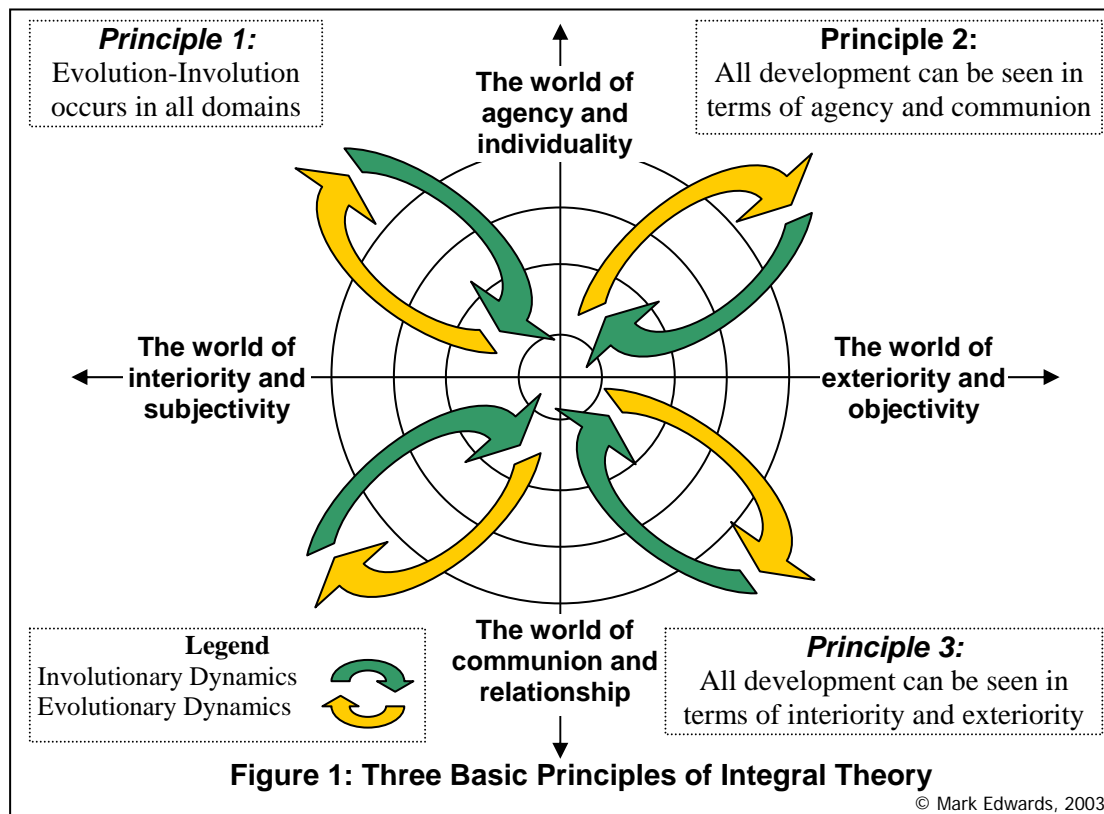 Principle 1:
Evolution-Involution
occurs in all domains
The world of
agency and
individuality
Principle 2:
All development can be seen in
terms of agency and communion
The world of
interiority and
subjectivity
The world of
exteriority and
objectivity
Legend
Involutionary Dynamics
Evolutionary Dynamics
The world of
communion and
relationship
Principle 3:
All development can be seen in
terms of interiority and exteriority
Figure 1: Three Basic Principles of Integral Theory
© Mark Edwards, 2003